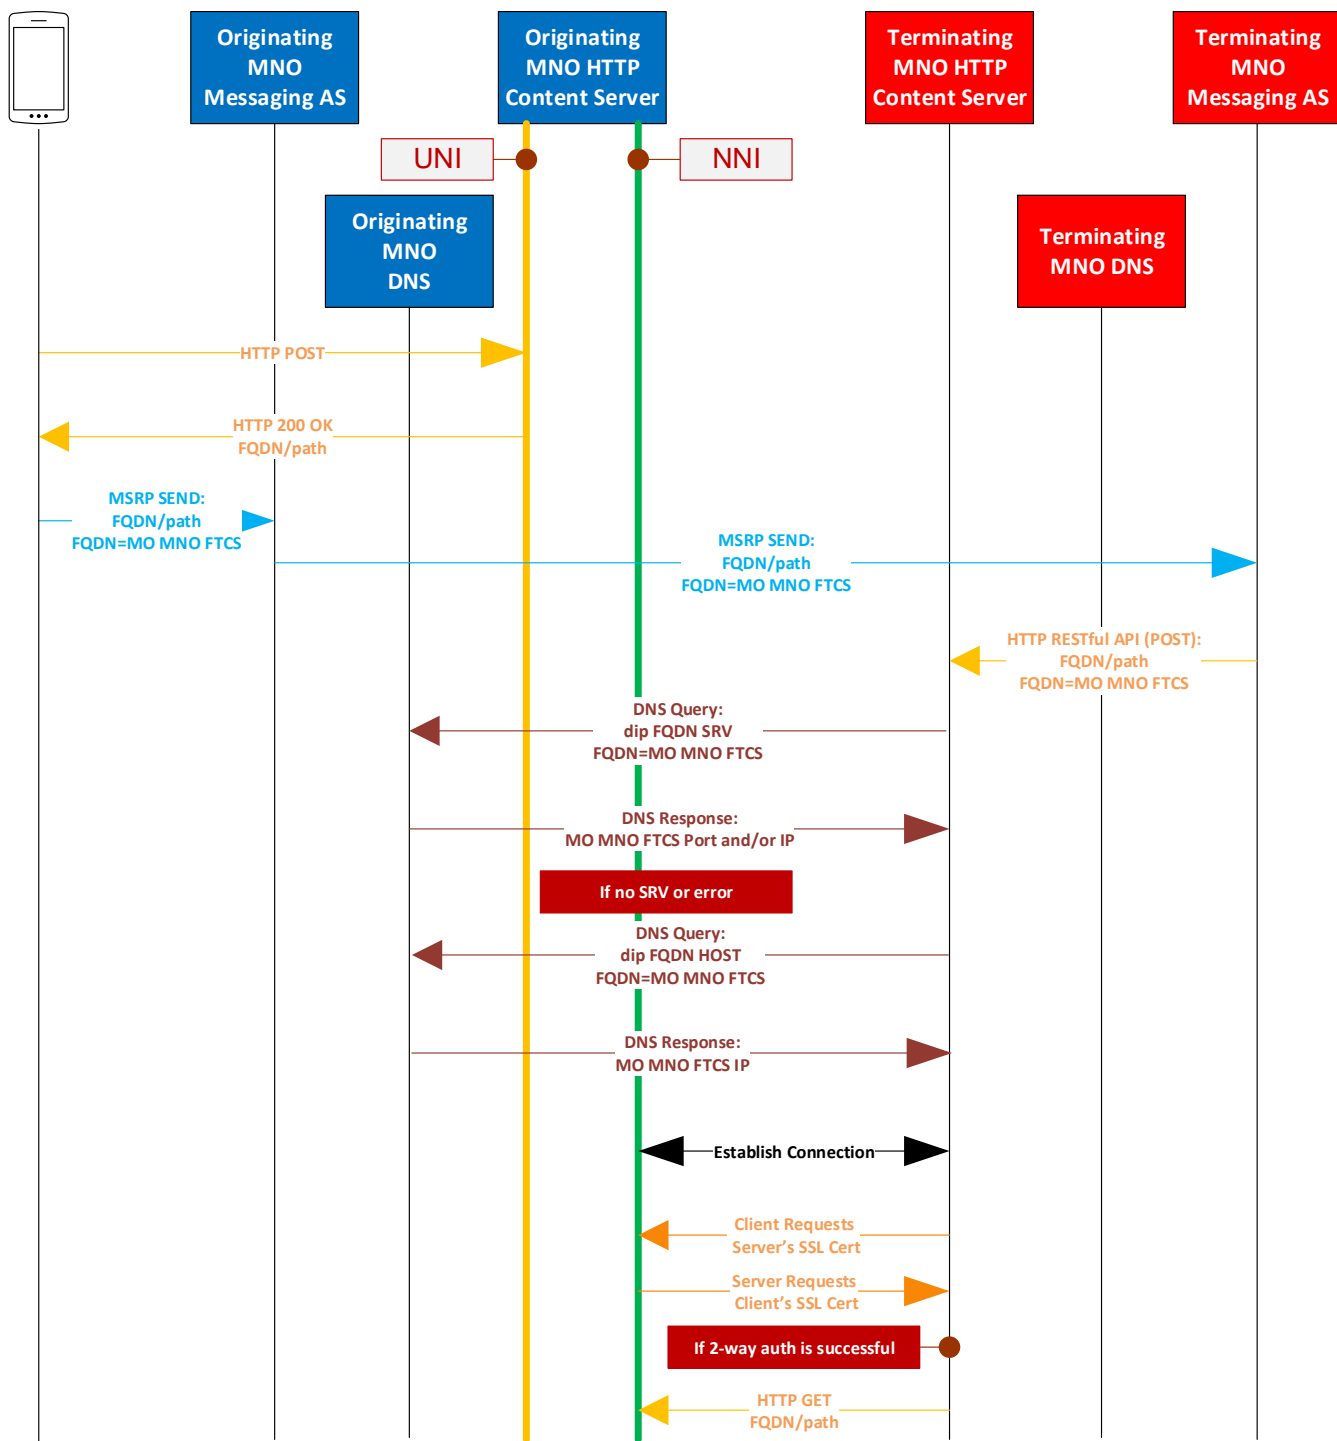 Originating
MNO
Messaging AS
Originating
MNO HTTP
Content Server
Terminating
MNO HTTP
Content Server
Terminating
MNO
Messaging AS
UNI
NNI
Originating
MNO
DNS
Terminating
MNO DNS
HTTP POST
HTTP 200 OK
FQDN/path
MSRP SEND:
FQDN/path
FQDN=MO MNO FTCS
MSRP SEND:
FQDN/path
FQDN=MO MNO FTCS
HTTP RESTful API (POST):
FQDN/path
FQDN=MO MNO FTCS
DNS Query:
dip FQDN SRV
FQDN=MO MNO FTCS
DNS Response:
MO MNO FTCS Port and/or IP
If no SRV or error
DNS Query:
dip FQDN HOST
FQDN=MO MNO FTCS
DNS Response:
MO MNO FTCS IP
Establish Connection
Client Requests
Server’s SSL Cert
Server Requests
Client’s SSL Cert
If 2-way auth is successful
HTTP GET
FQDN/path